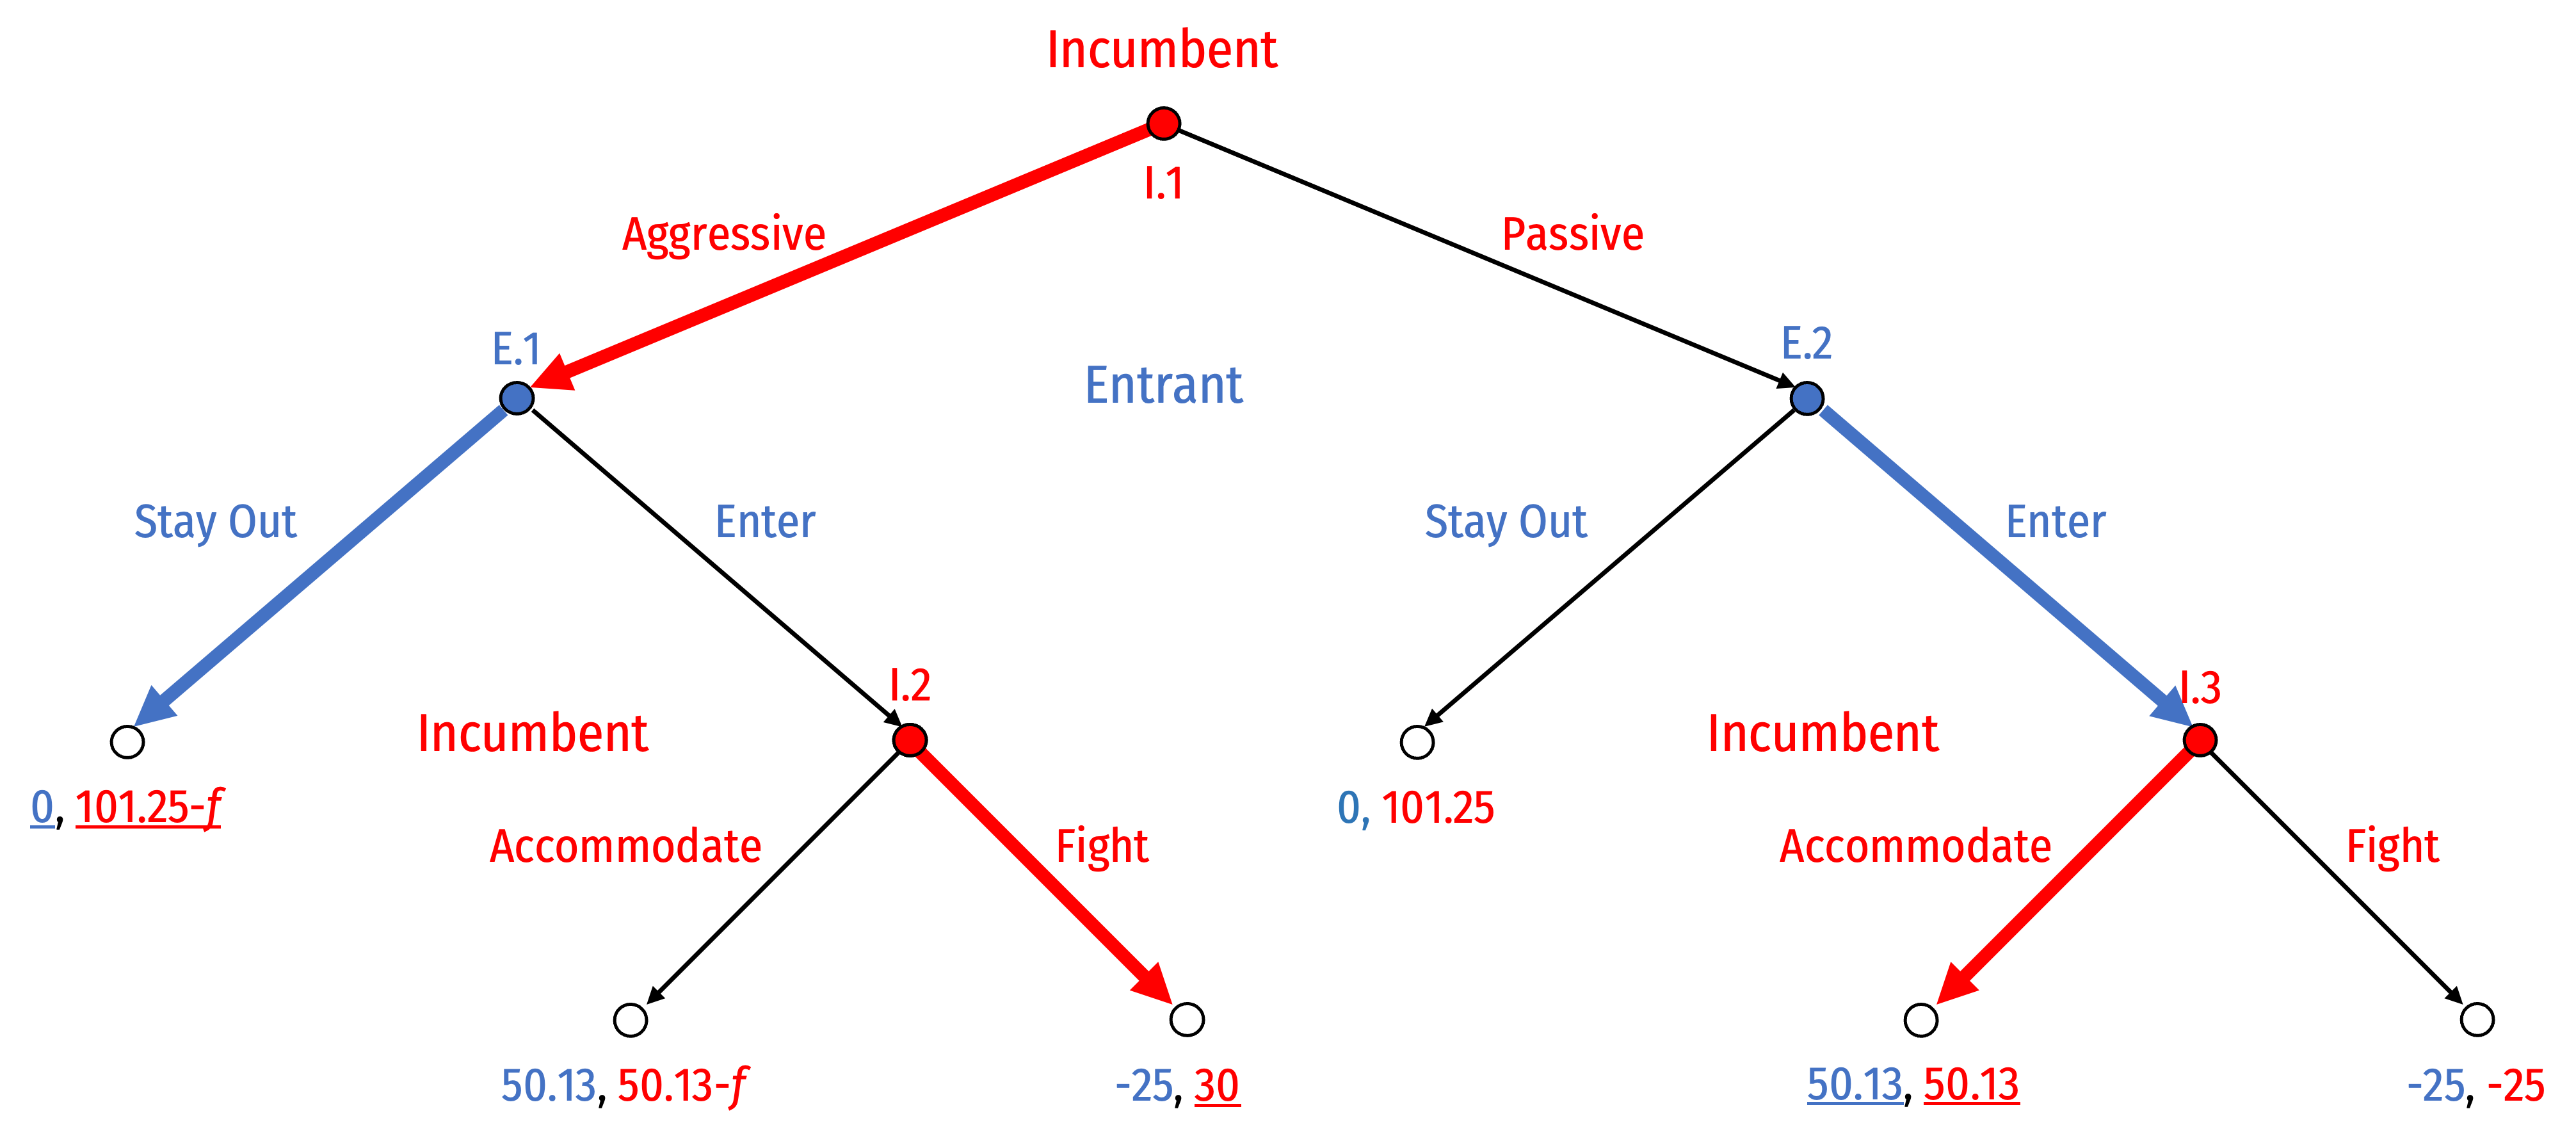 Incumbent
I.1
Aggressive
Passive
E.1
E.2
Entrant
Stay Out
Enter
Stay Out
Enter
I.2
I.3
Incumbent
Incumbent
0, 101.25-f
0, 101.25
Accommodate
Fight
Accommodate
Fight
50.13, 50.13-f
-25, 30
50.13, 50.13
-25, -25